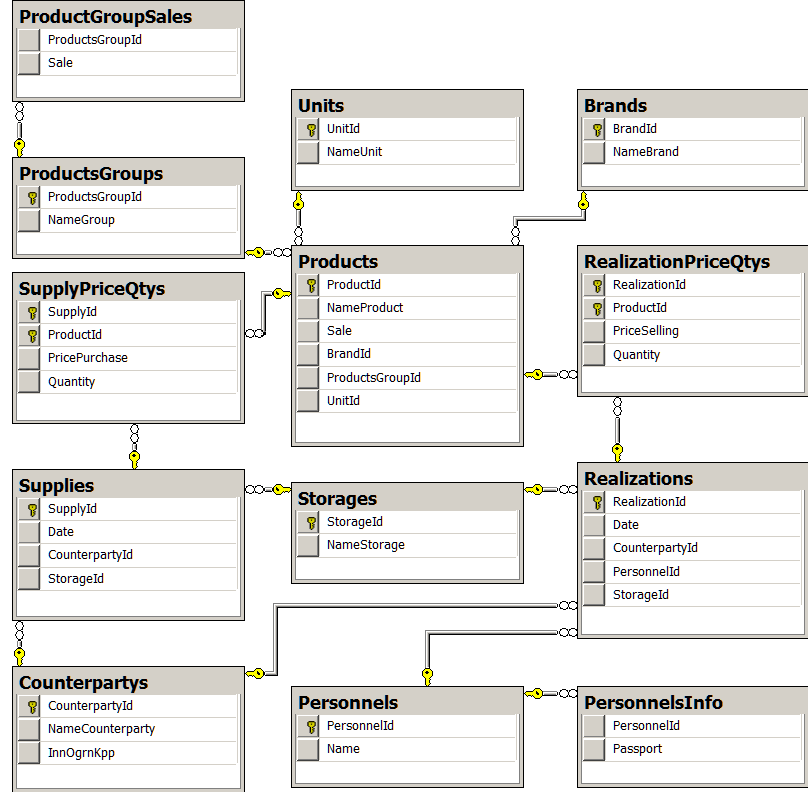 ProductGroupSales
ProductsGroupId
Sale
ProductsGroups
ProductsGroupId
NameGroup
Units
UnitId
NameUnit
Brands
BrandId
NameBrand
SupplyPriceQtys
SupplyId
ProductId
PricePurchase
Quantity
Products
ProductId
NameProduct
Sale
BrandId
ProductsGroupId
UnitId
RealizationPriceQtys
RealizationId
ProductId
PriceSelling
Quantity
Supplies
SupplyId
Date
CounterpartyId
StorageId
Storages
StorageId
NameStorage
Realizations
RealizationId
Date
CounterpartyId
PersonnelId
StorageId
Counterpartys
CounterpartyId
NameCounterparty
InnOgrnKpp
Personnels
PersonnelId
Name
PersonnelsInfo
PersonnelId
Passport